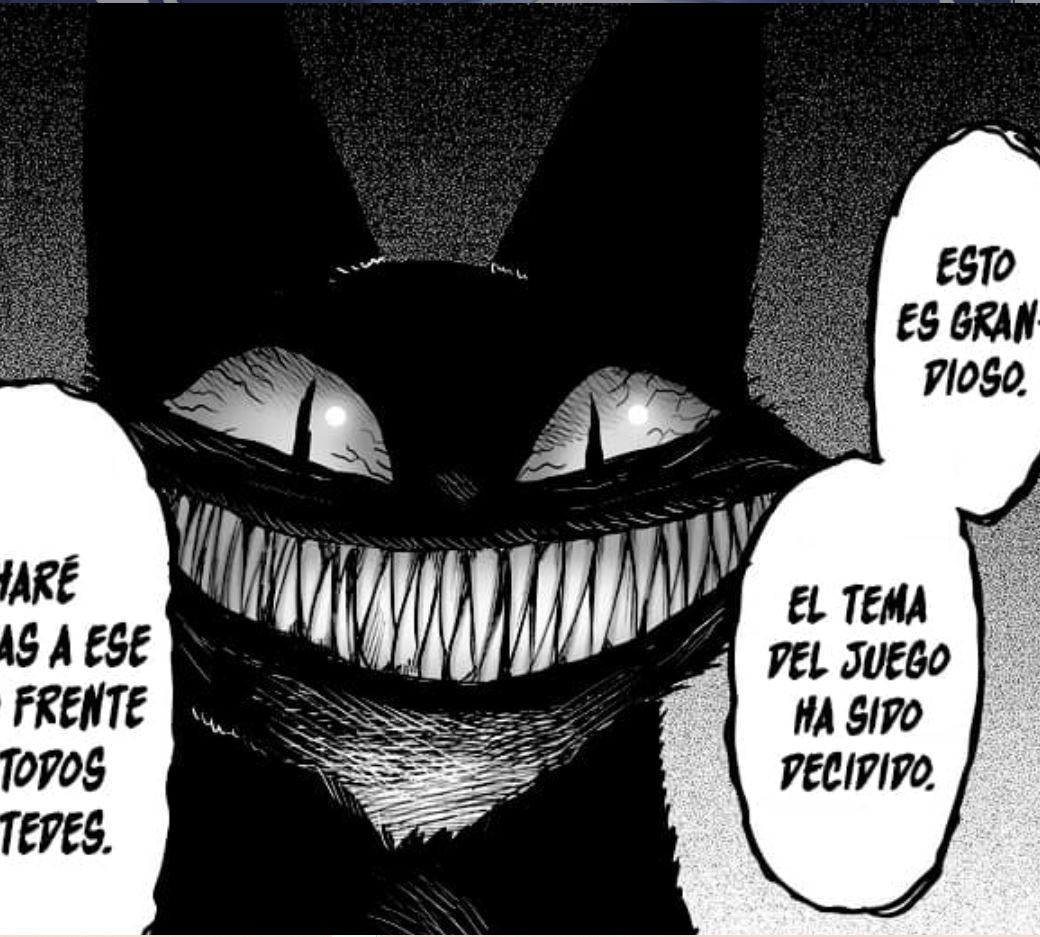 ESTO
ES GRAN-
DIOSO.
EL TEMA
DEL JUEGO
HA SIDO
DECIDIDO.
HARÉ
A ESE
FRENTE
TODOS